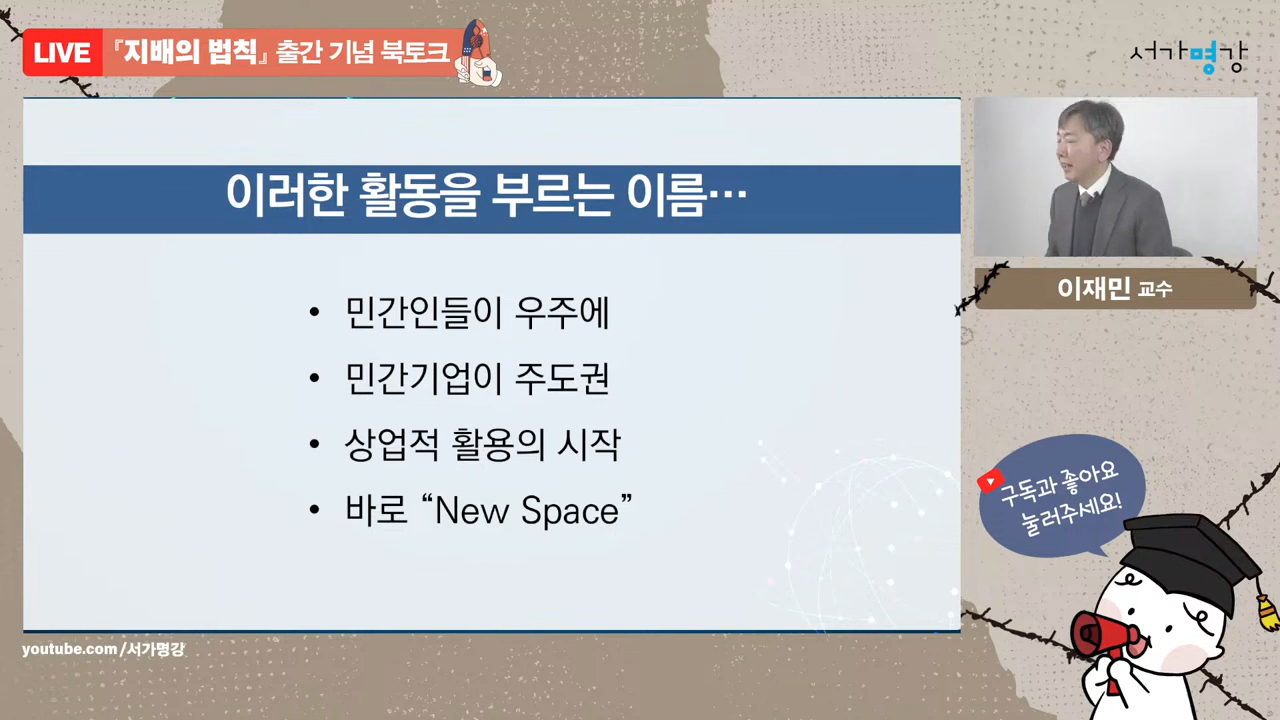 LIVE 『지배의 법칙』 출간 기념 북토크
서가명강
이러한 활동을 부르는 이름…
• 민간인들이 우주에
• 민간기업이 주도권
• 상업적 활용의 시작
• 바로 “New Space”
이재민 교수
구독과 좋아요
눌러주세요!
youtube.com/서가명강